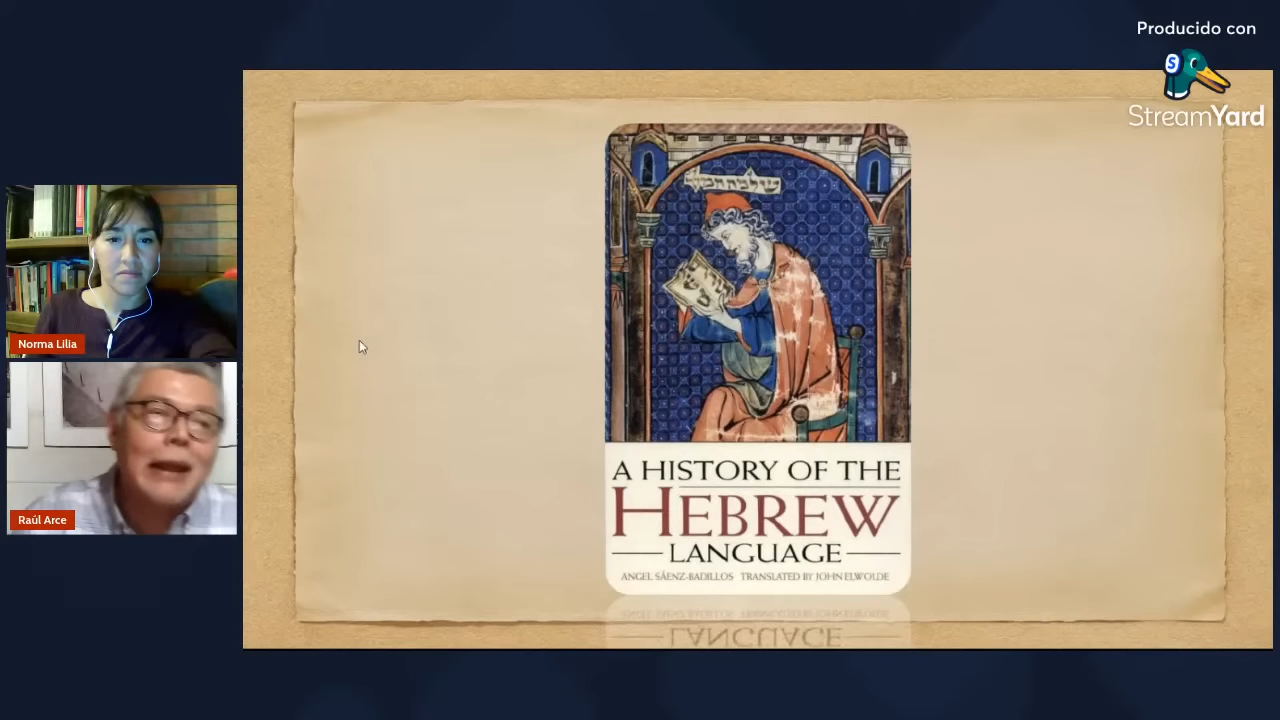 Producido con
StreamYard
Norma Lilia
Raúl Arce
A HISTORY OF THE
HEBREW
LANGUAGE
ANGEL SÁENZ-BADILLOS TRANSLATED BY JOHN ELWOLDE